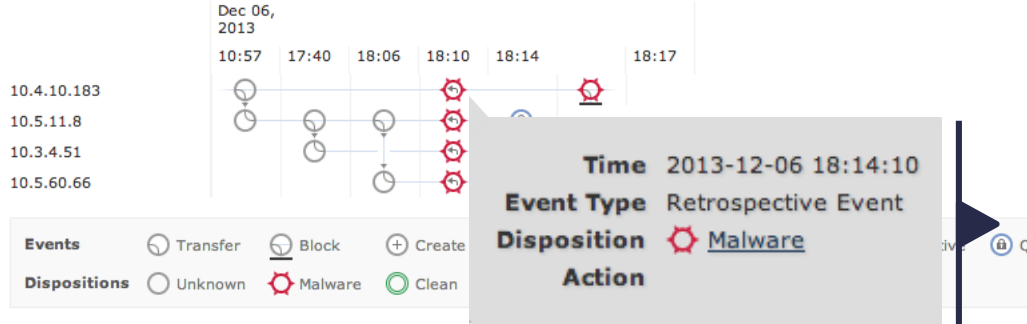 Dec 06,
2013
10:57 17:40 18:06 18:10 18:14 18:17
10.4.10.183
10.5.11.8
10.3.4.51
10.5.60.66
Time 2013-12-06 18:14:10
Event Type Retrospective Event
Disposition Malware
Action
Events Transfer Block Create
Dispositions Unknown Malware Clean